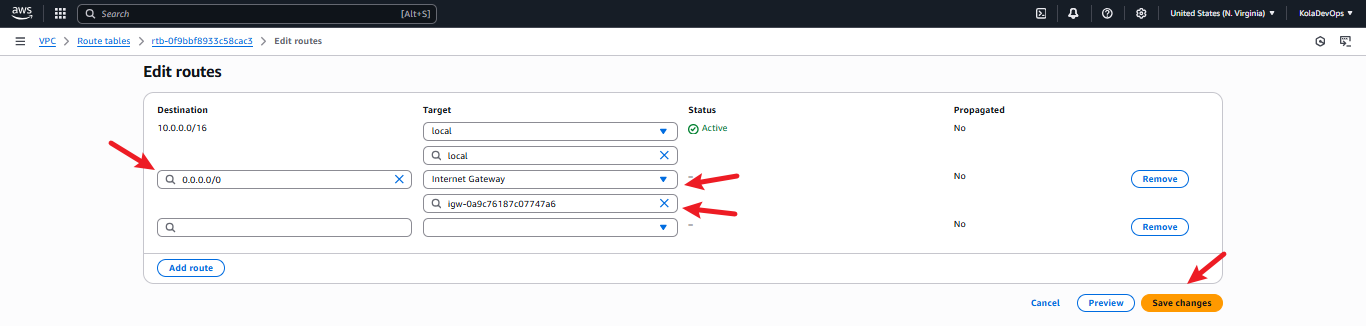 aws Search [Alt+S] United States (N. Virginia) KolaDevOps
VPC Route tables rtb-0f9bbf8933c58cac3 Edit routes
Edit routes
Destination Target Status Propagated
10.0.0.0/16 local Active No
local
0.0.0.0/0 Internet Gateway – No Remove
igw-0a9c76187c07747a6
– No Remove
Add route
Cancel Preview Save changes